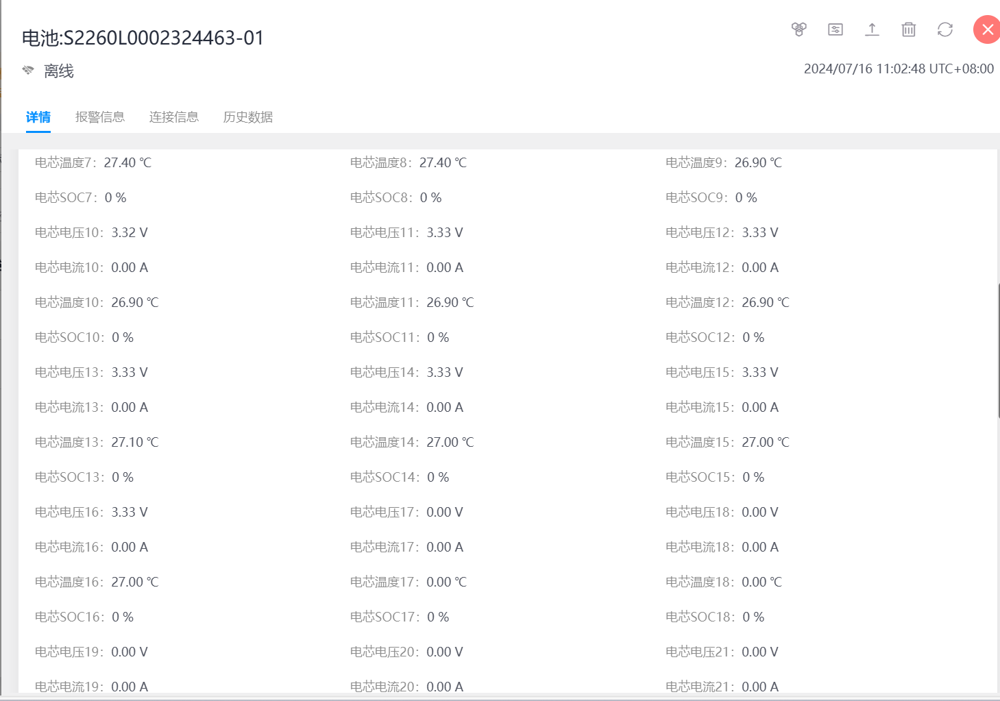 电池:S2260L0002324463-01
离线
2024/07/16 11:02:48 UTC+08:00
详情 报警信息 连接信息 历史数据
电芯温度7: 27.40 ℃ 电芯温度8: 27.40 ℃ 电芯温度9: 26.90 ℃
电芯SOC7: 0 % 电芯SOC8: 0 % 电芯SOC9: 0 %
电芯电压10: 3.32 V 电芯电压11: 3.33 V 电芯电压12: 3.33 V
电芯电流10: 0.00 A 电芯电流11: 0.00 A 电芯电流12: 0.00 A
电芯温度10: 26.90 ℃ 电芯温度11: 26.90 ℃ 电芯温度12: 26.90 ℃
电芯SOC10: 0 % 电芯SOC11: 0 % 电芯SOC12: 0 %
电芯电压13: 3.33 V 电芯电压14: 3.33 V 电芯电压15: 3.33 V
电芯电流13: 0.00 A 电芯电流14: 0.00 A 电芯电流15: 0.00 A
电芯温度13: 27.10 ℃ 电芯温度14: 27.00 ℃ 电芯温度15: 27.00 ℃
电芯SOC13: 0 % 电芯SOC14: 0 % 电芯SOC15: 0 %
电芯电压16: 3.33 V 电芯电压17: 0.00 V 电芯电压18: 0.00 V
电芯电流16: 0.00 A 电芯电流17: 0.00 A 电芯电流18: 0.00 A
电芯温度16: 27.00 ℃ 电芯温度17: 0.00 ℃ 电芯温度18: 0.00 ℃
电芯SOC16: 0 % 电芯SOC17: 0 % 电芯SOC18: 0 %
电芯电压19: 0.00 V 电芯电压20: 0.00 V 电芯电压21: 0.00 V
电芯电流19: 0.00 A 电芯电流20: 0.00 A 电芯电流21: 0.00 A